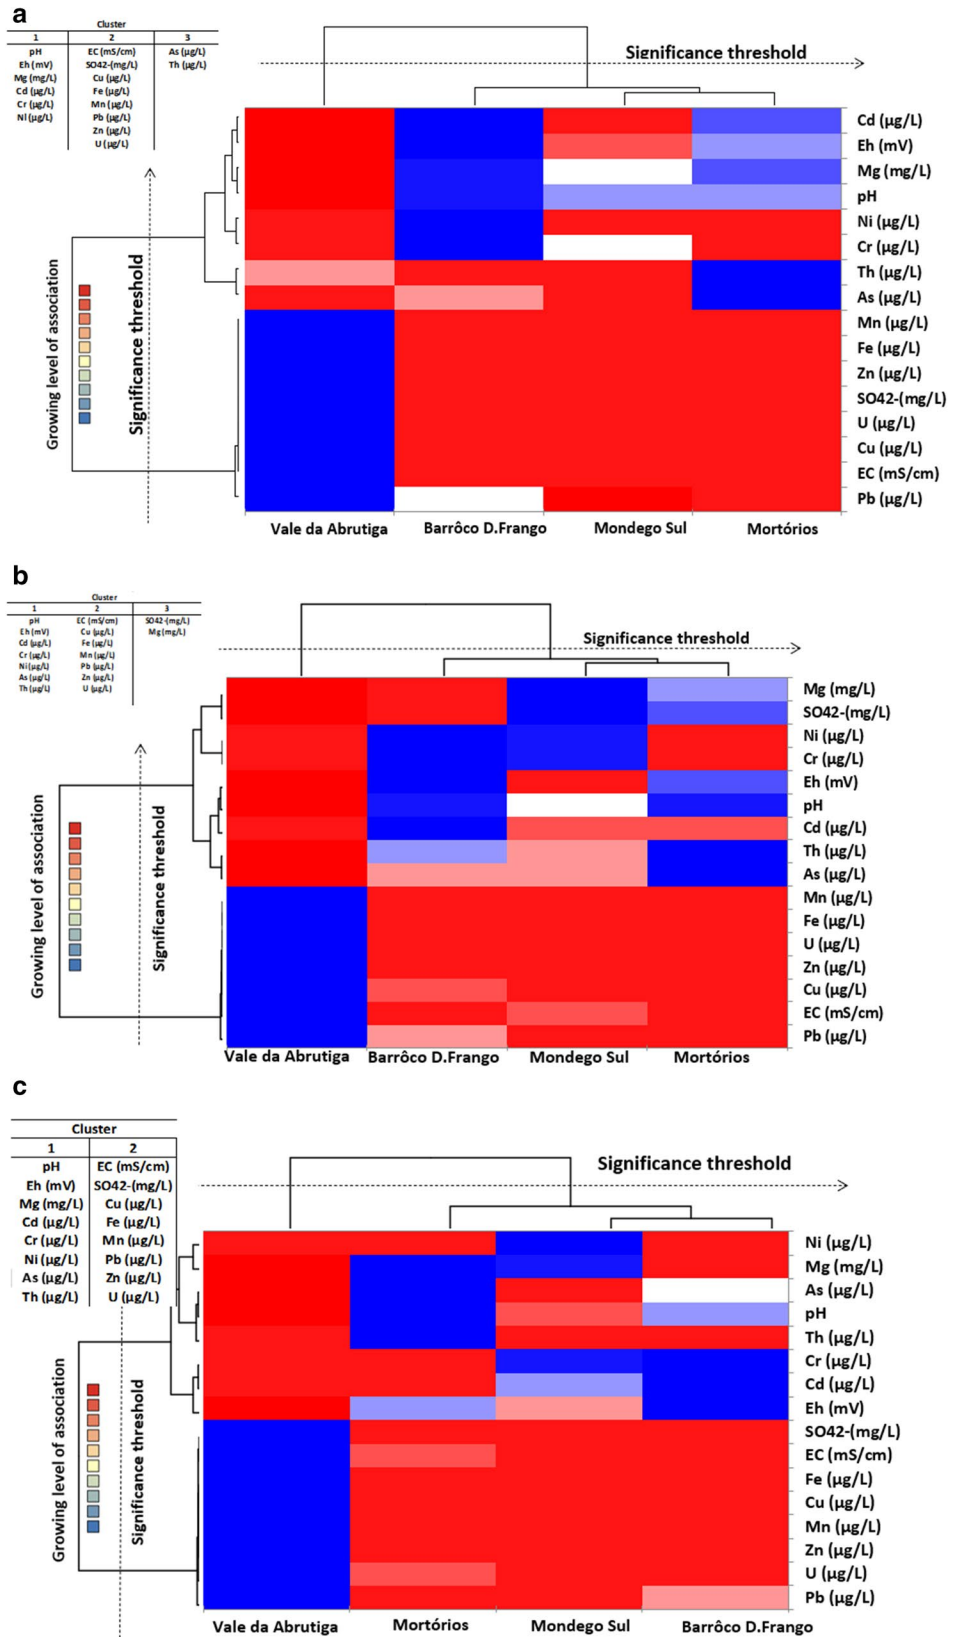 a
Cluster
1 2 3
pH EC (mS/cm) As (µg/L)
Eh (mV) SO42-(mg/L) Th (µg/L)
Mg (mg/L) Cu (µg/L)
Cd (µg/L) Fe (µg/L)
Cr (µg/L) Mn (µg/L)
NI (µg/L) Pb (µg/L)
Zn (µg/L)
U (µg/L)
Significance threshold
Growing level of association
Significance threshold
Cd (µg/L)
Eh (mV)
Mg (mg/L)
pH
Ni (µg/L)
Cr (µg/L)
Th (µg/L)
As (µg/L)
Mn (µg/L)
Fe (µg/L)
Zn (µg/L)
SO42-(mg/L)
U (µg/L)
Cu (µg/L)
EC (mS/cm)
Pb (µg/L)
Vale da Abrutiga Barrôco D.Frango Mondego Sul Mortórios
b
Cluster
1 2 3
pH EC (mS/cm) SO42-(mg/L)
Eh (mV) Cu (µg/L) Mg (mg/L)
Cd (µg/L) Fe (µg/L)
Cr (µg/L) Mn (µg/L)
Ni (µg/L) Pb (µg/L)
As (µg/L) Zn (µg/L)
Th (µg/L) U (µg/L)
Significance threshold
Growing level of association
Significance threshold
Mg (mg/L)
SO42-(mg/L)
Ni (µg/L)
Cr (µg/L)
Eh (mV)
pH
Cd (µg/L)
Th (µg/L)
As (µg/L)
Mn (µg/L)
Fe (µg/L)
U (µg/L)
Zn (µg/L)
Cu (µg/L)
EC (mS/cm)
Pb (µg/L)
Vale da Abrutiga Barrôco D.Frango Mondego Sul Mortórios
c
Cluster
1 2
pH EC (mS/cm)
Eh (mV) SO42-(mg/L)
Mg (mg/L) Cu (µg/L)
Cd (µg/L) Fe (µg/L)
Cr (µg/L) Mn (µg/L)
Ni (µg/L) Pb (µg/L)
As (µg/L) Zn (µg/L)
Th (µg/L) U (µg/L)
Significance threshold
Growing level of association
Significance threshold
Ni (µg/L)
Mg (mg/L)
As (µg/L)
pH
Th (µg/L)
Cr (µg/L)
Cd (µg/L)
Eh (mV)
SO42-(mg/L)
EC (mS/cm)
Fe (µg/L)
Cu (µg/L)
Mn (µg/L)
Zn (µg/L)
U (µg/L)
Pb (µg/L)
Vale da Abrutiga Mortórios Mondego Sul Barrôco D.Frango